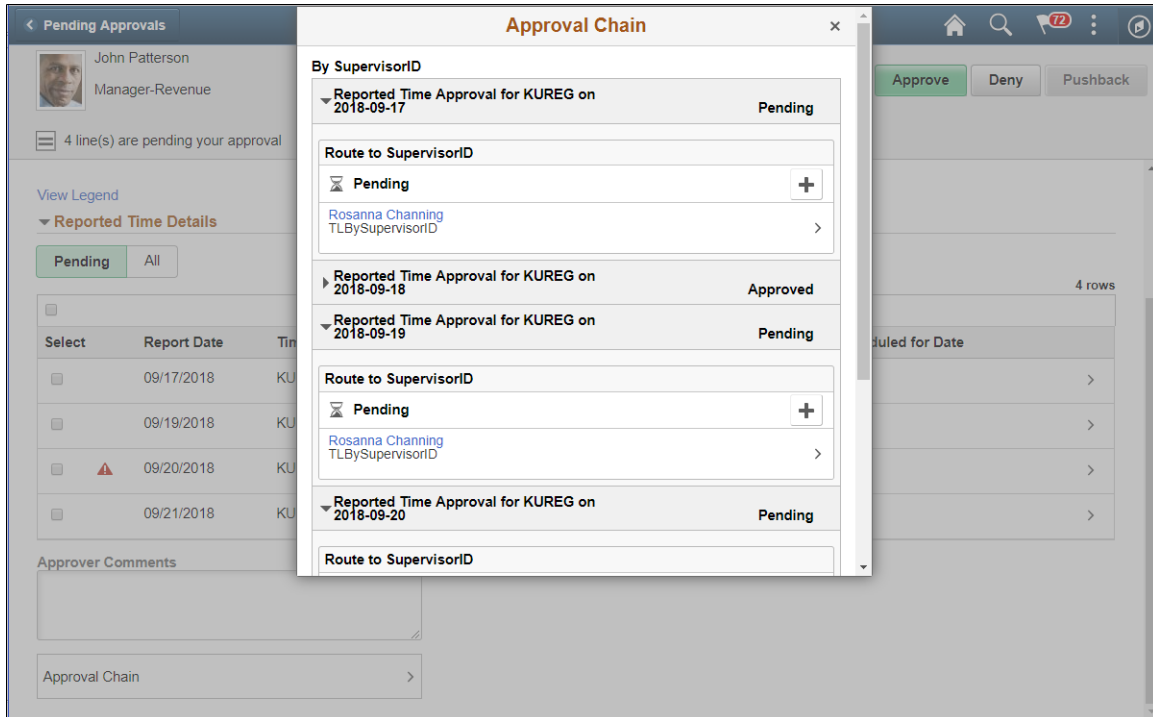 Pending Approvals
72
John Patterson
Manager-Revenue
4 line(s) are pending your approval
Approve
Deny
Pushback
View Legend
Reported Time Details
Pending
All
4 rows
Select
Report Date
duled for Date
09/17/2018
09/19/2018
09/20/2018
09/21/2018
Approver Comments
Approval Chain
Approval Chain
×
By SupervisorID
Reported Time Approval for KUREG on
2018-09-17
Pending
Route to SupervisorID
Pending
Rosanna Channing
TLBySupervisorID
Reported Time Approval for KUREG on
2018-09-18
Approved
Reported Time Approval for KUREG on
2018-09-19
Pending
Route to SupervisorID
Pending
Rosanna Channing
TLBySupervisorID
Reported Time Approval for KUREG on
2018-09-20
Pending
Route to SupervisorID